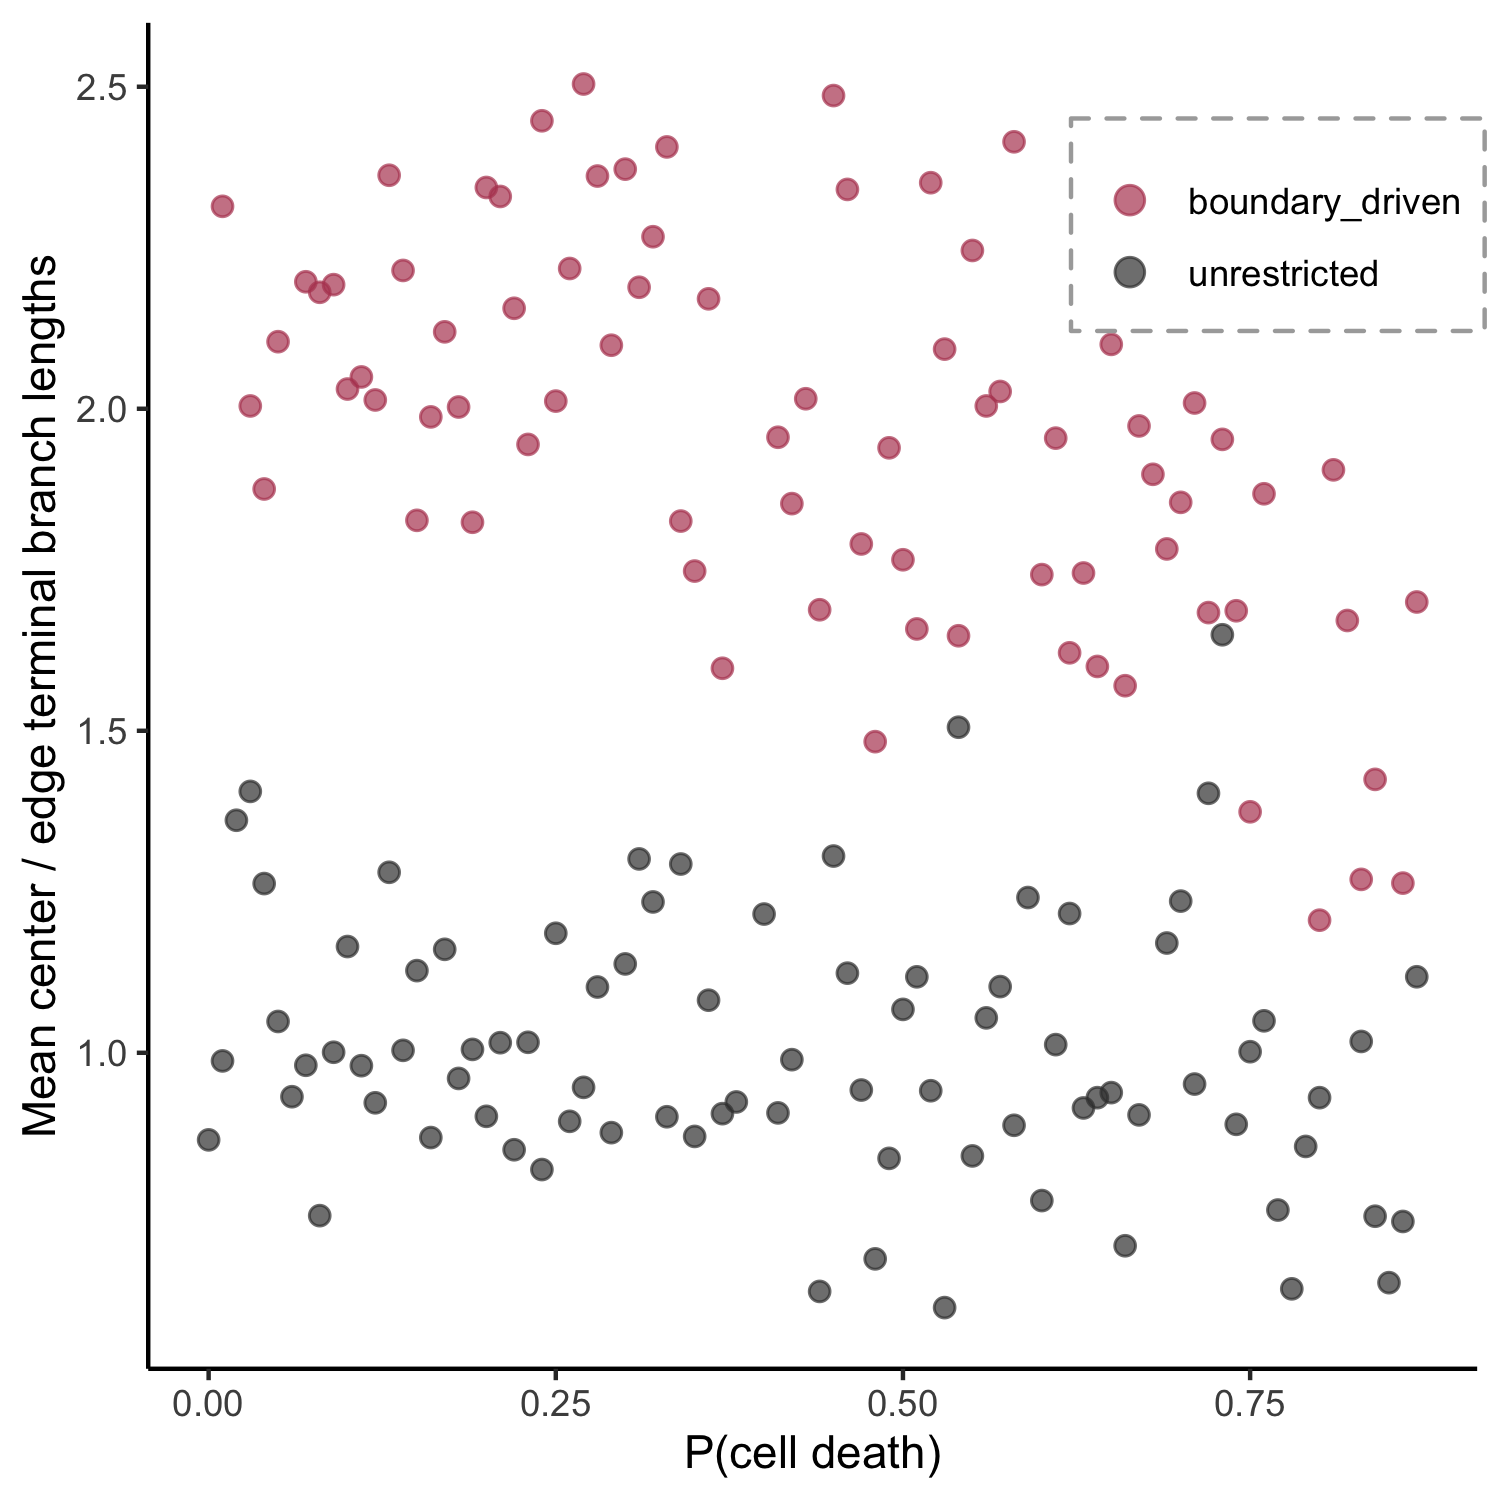 Mean center / edge terminal branch lengths
2.5
2.0
1.5
1.0
boundary_driven
unrestricted
0.00 0.25 0.50 0.75
P(cell death)